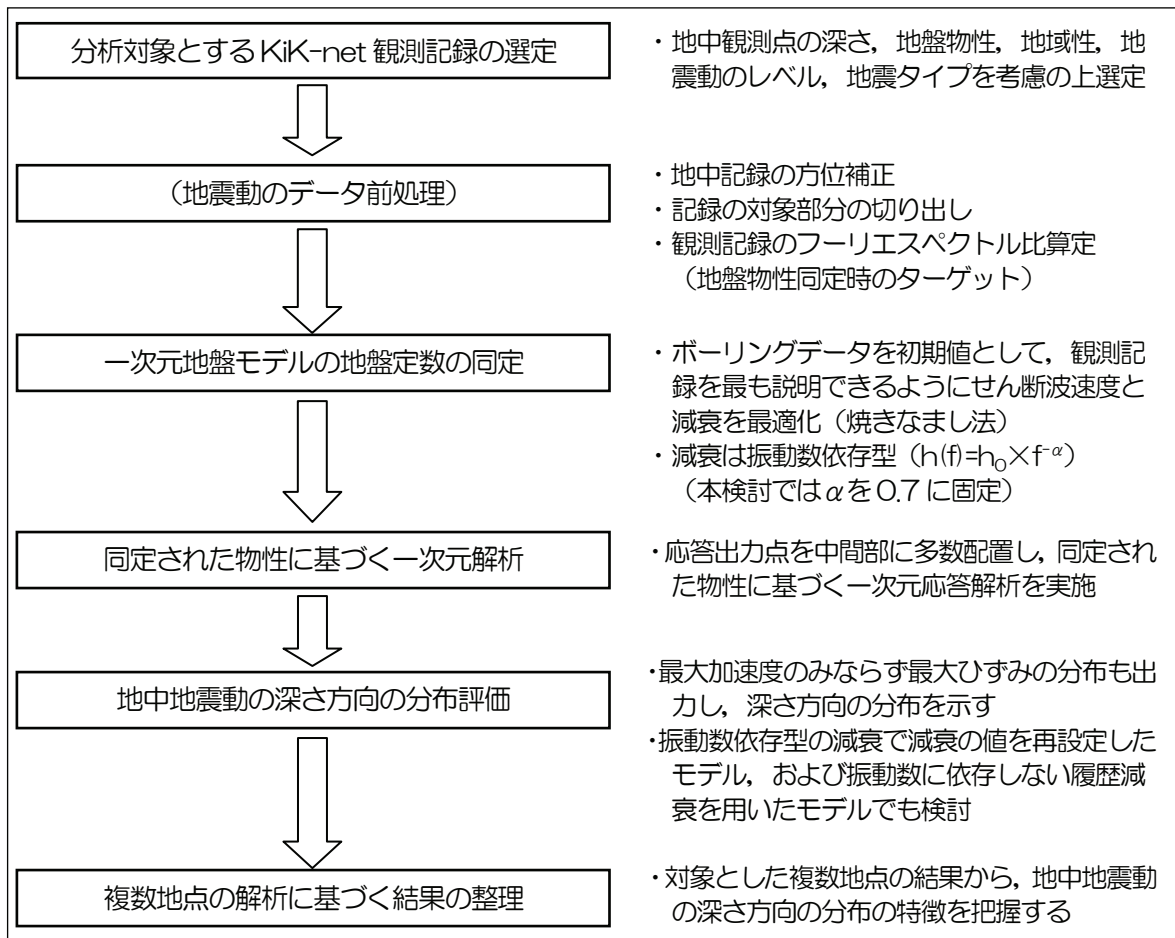 分析対象とするKiK-net観測記録の選定
・地中観測点の深さ，地盤物性，地域性，地
震動のレベル，地震タイプを考慮の上選定
（地震動のデータ前処理）
・地中記録の方位補正
・記録の対象部分の切り出し
・観測記録のフーリエスペクトル比算定
（地盤物性同定時のターゲット）
一次元地盤モデルの地盤定数の同定
・ボーリングデータを初期値として，観測記
録を最も説明できるようにせん断波速度と
減衰を最適化（焼きなまし法）
・減衰は振動数依存型（h(f)=h₀×f⁻ᵅ）
（本検討ではαを0.7に固定）
同定された物性に基づく一次元解析
・応答出力点を中間部に多数配置し，同定され
た物性に基づく一次元応答解析を実施
地中地震動の深さ方向の分布評価
・最大加速度のみならず最大ひずみの分布も出
力し，深さ方向の分布を示す
・振動数依存型の減衰で減衰の値を再設定した
モデル，および振動数に依存しない履歴減
衰を用いたモデルでも検討
複数地点の解析に基づく結果の整理
・対象とした複数地点の結果から，地中地震動
の深さ方向の分布の特徴を把握する